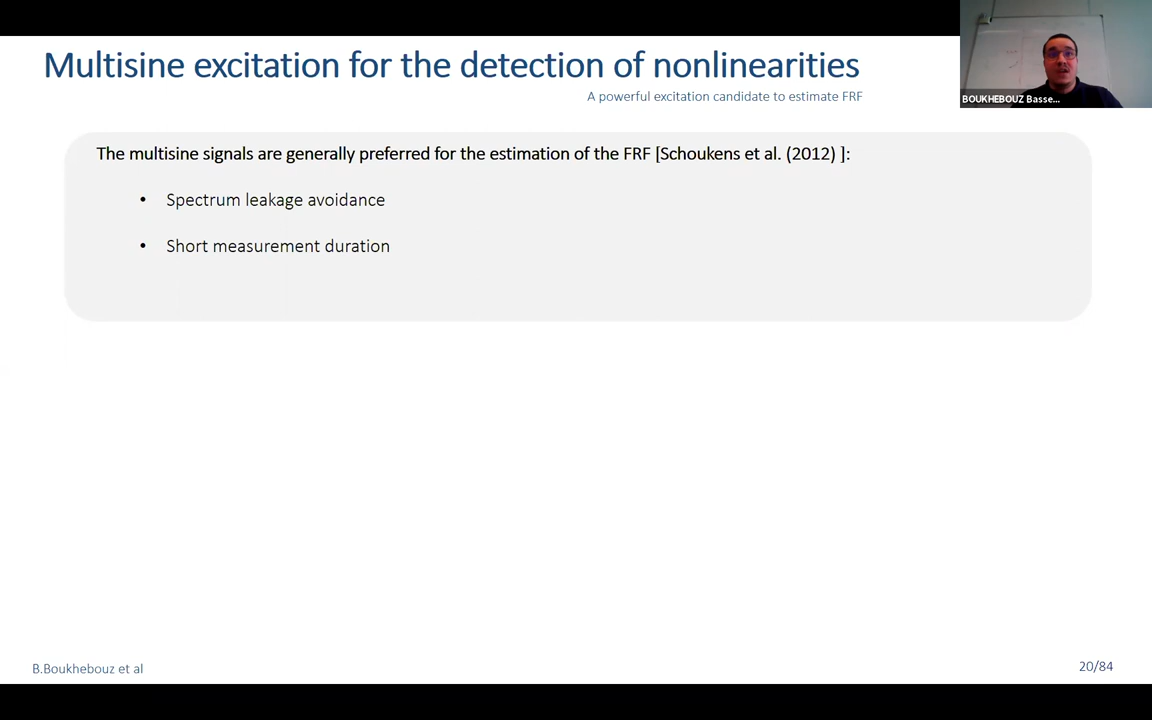 Multisine excitation for the detection of nonlinearities
A powerful excitation candidate to estimate FRF
BOUKHEBOUZ Basse...
The multisine signals are generally preferred for the estimation of the FRF [Schoukens et al. (2012) ]:
• Spectrum leakage avoidance
• Short measurement duration
B.Boukhebouz et al
20/84